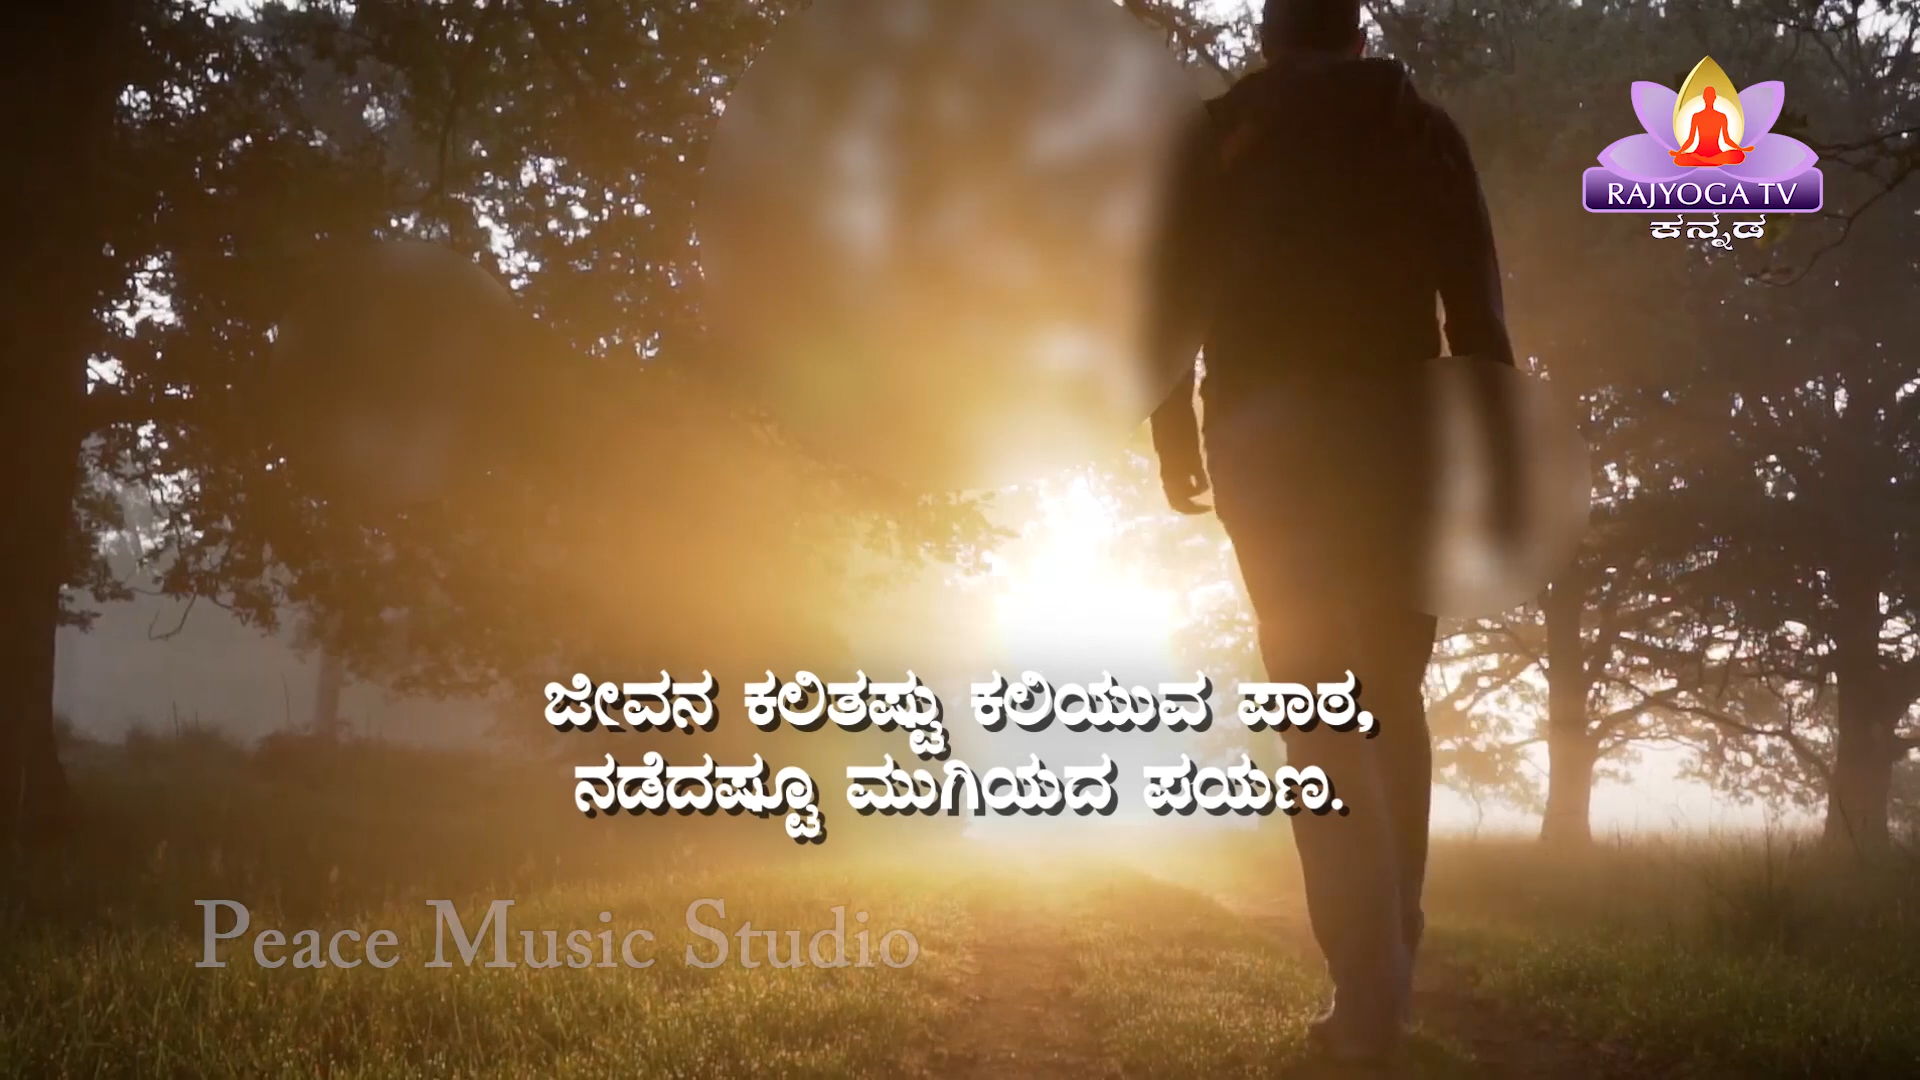 RAJYOGA TV
ಕನ್ನಡ
ಜೀವನ ಕಲಿತಷ್ಟು ಕಲಿಯುವ ಪಾಠ,
ನಡೆದಷ್ಟೂ ಮುಗಿಯದ ಪಯಣ.
Peace Music Studio